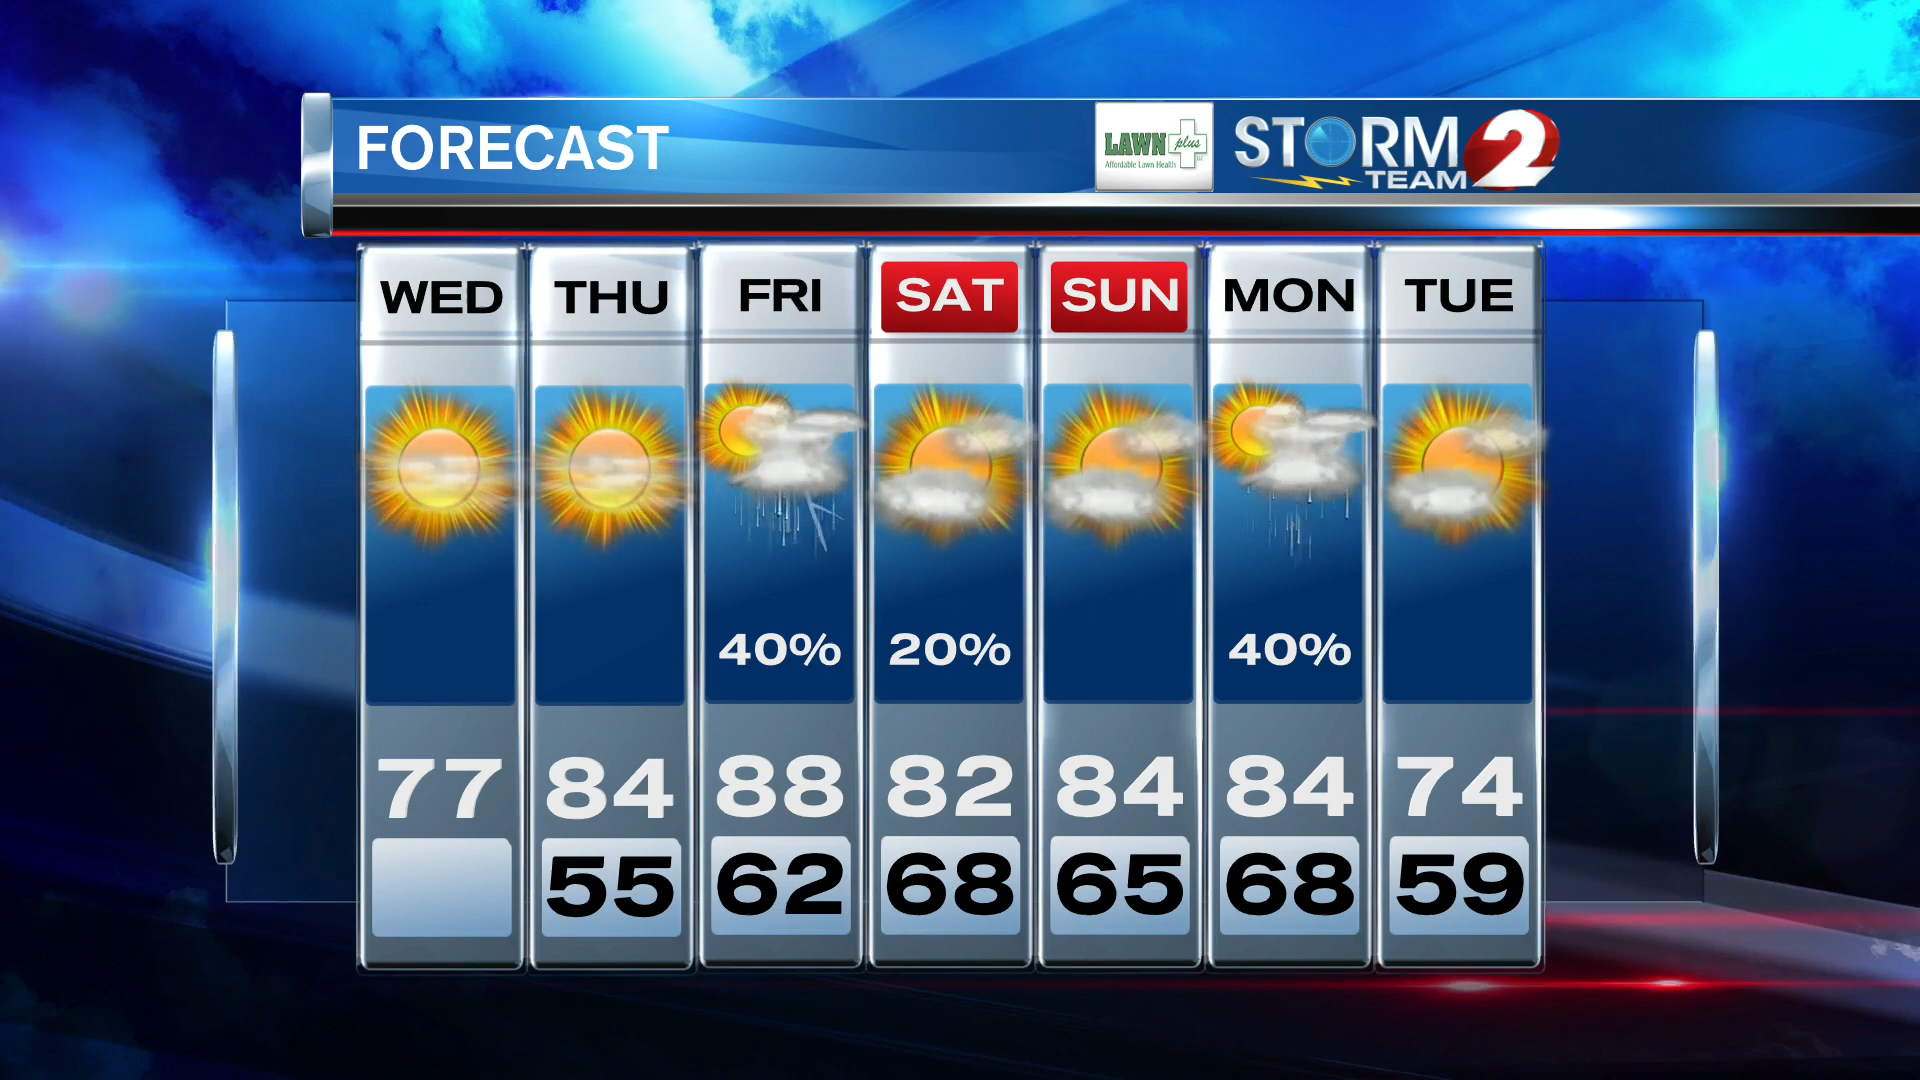 FORECAST
LAWN plus
Affordable Lawn Health
STORM
TEAM 2
WED THU FRI SAT SUN MON TUE
40% 20% 40%
77 84 88 82 84 84 74
55 62 68 65 68 59